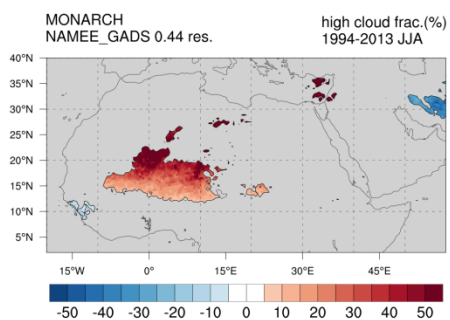 MONARCH
NAMEE_GADS 0.44 res.
high cloud frac.(%)
1994-2013 JJA
40°N
35°N
30°N
25°N
20°N
15°N
10°N
5°N
15°W 0° 15°E 30°E 45°E
-50 -40 -30 -20 -10 0 10 20 30 40 50